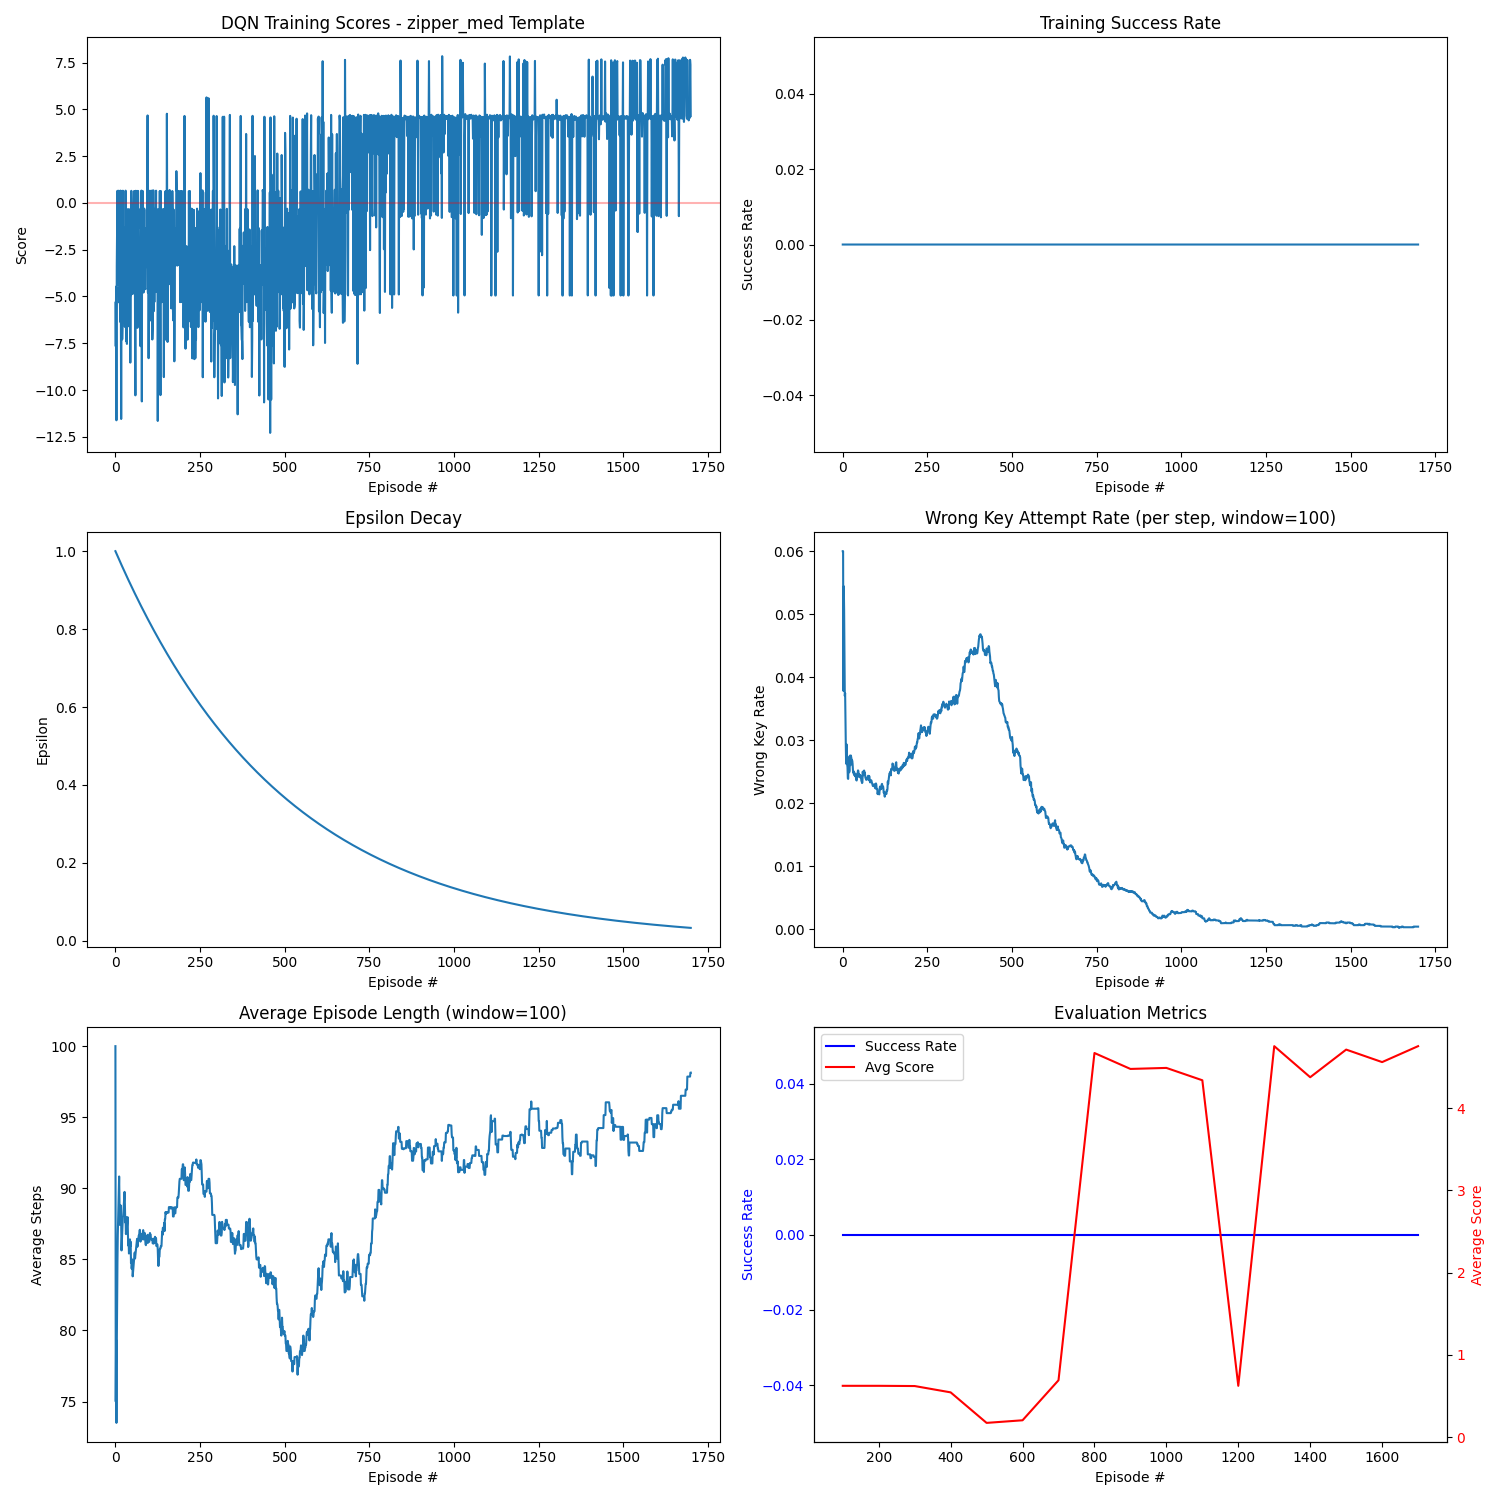 DQN Training Scores - zipper_med Template
Score
7.5
5.0
2.5
0.0
−2.5
−5.0
−7.5
−10.0
−12.5
0 250 500 750 1000 1250 1500 1750
Episode #
Training Success Rate
Success Rate
0.04
0.02
0.00
−0.02
−0.04
0 250 500 750 1000 1250 1500 1750
Episode #
Epsilon Decay
Epsilon
1.0
0.8
0.6
0.4
0.2
0.0
0 250 500 750 1000 1250 1500 1750
Episode #
Wrong Key Attempt Rate (per step, window=100)
Wrong Key Rate
0.06
0.05
0.04
0.03
0.02
0.01
0.00
0 250 500 750 1000 1250 1500 1750
Episode #
Average Episode Length (window=100)
Average Steps
100
95
90
85
80
75
0 250 500 750 1000 1250 1500 1750
Episode #
Evaluation Metrics
Success Rate
Avg Score
Success Rate
0.04
0.02
0.00
−0.02
−0.04
200 400 600 800 1000 1200 1400 1600
Episode #
4
3
2
1
0
Average Score